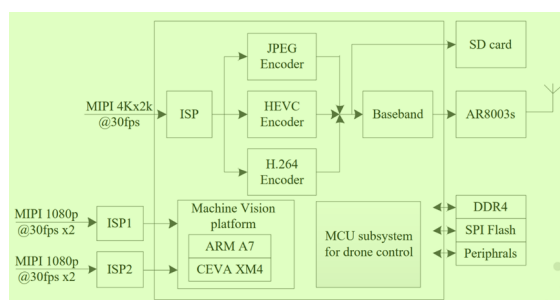 JPEG
Encoder
SD card
MIPI 4Kx2k
@30fps
ISP
HEVC
Encoder
Baseband
AR8003s
H.264
Encoder
MIPI 1080p
@30fps x2
ISP1
Machine Vision
platform
ARM A7
CEVA XM4
MIPI 1080p
@30fps x2
ISP2
MCU subsystem
for drone control
DDR4
SPI Flash
Periphrals